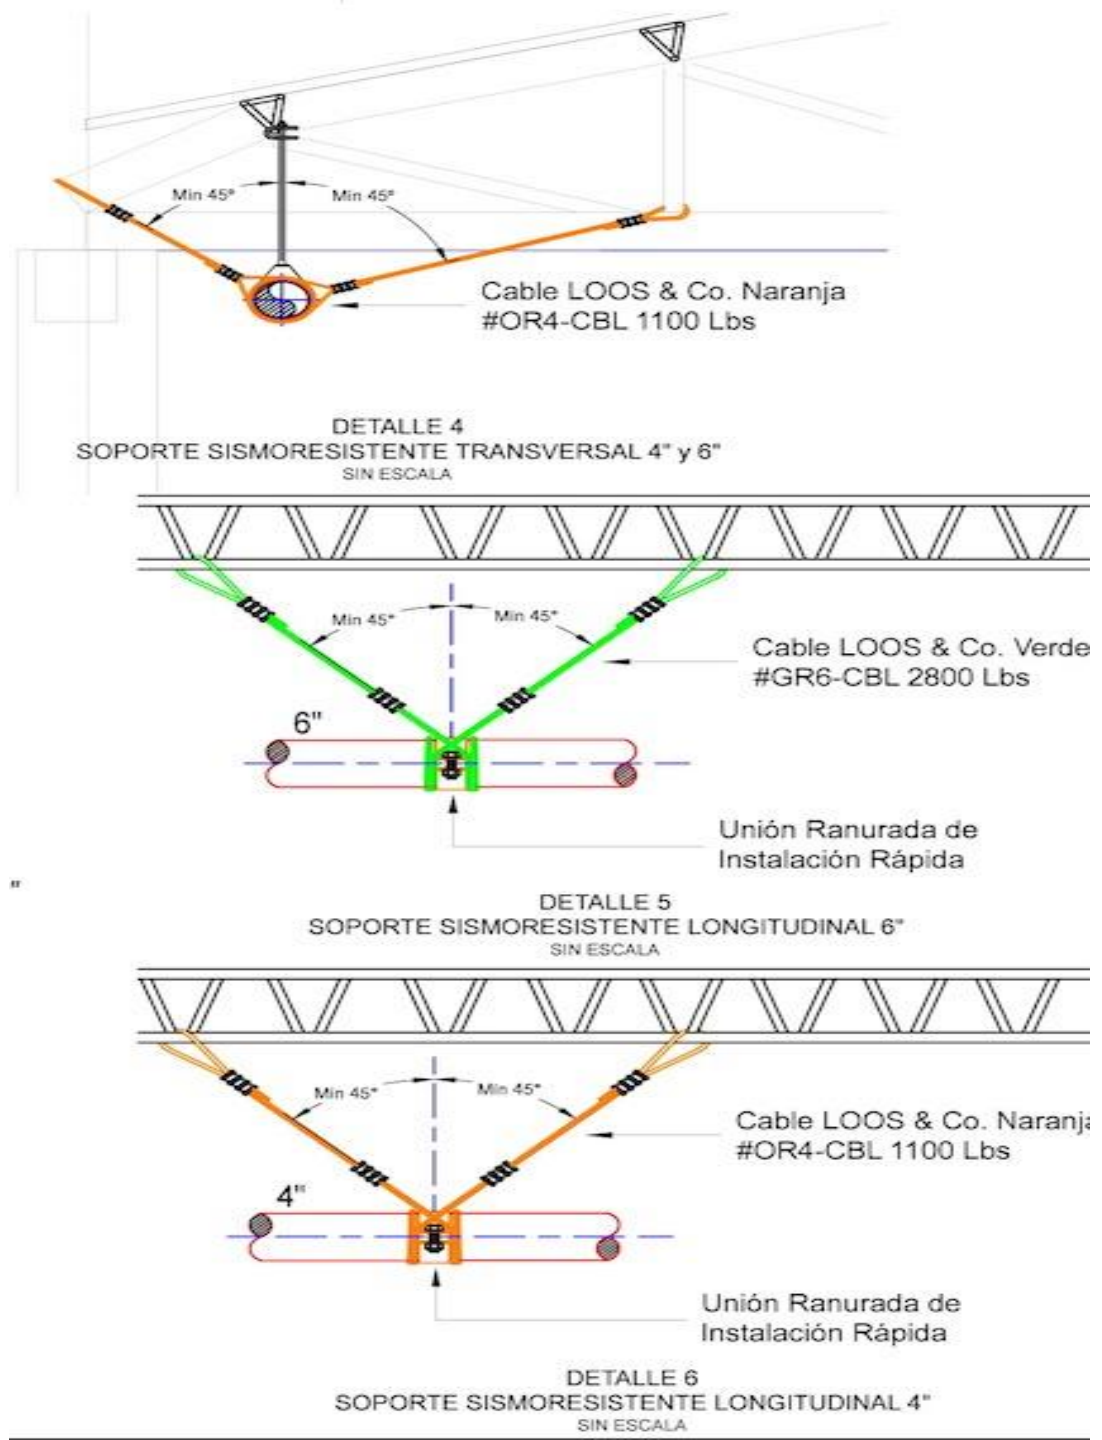 Min 45°
Min 45°
Cable LOOS & Co. Naranja
#OR4-CBL 1100 Lbs
DETALLE 4
SOPORTE SISMORESISTENTE TRANSVERSAL 4" y 6"
SIN ESCALA
Min 45°
Min 45°
Cable LOOS & Co. Verde
#GR6-CBL 2800 Lbs
6"
Unión Ranurada de
Instalación Rápida
"
DETALLE 5
SOPORTE SISMORESISTENTE LONGITUDINAL 6"
SIN ESCALA
Min 45°
Min 45°
Cable LOOS & Co. Naranja
#OR4-CBL 1100 Lbs
4"
Unión Ranurada de
Instalación Rápida
DETALLE 6
SOPORTE SISMORESISTENTE LONGITUDINAL 4"
SIN ESCALA